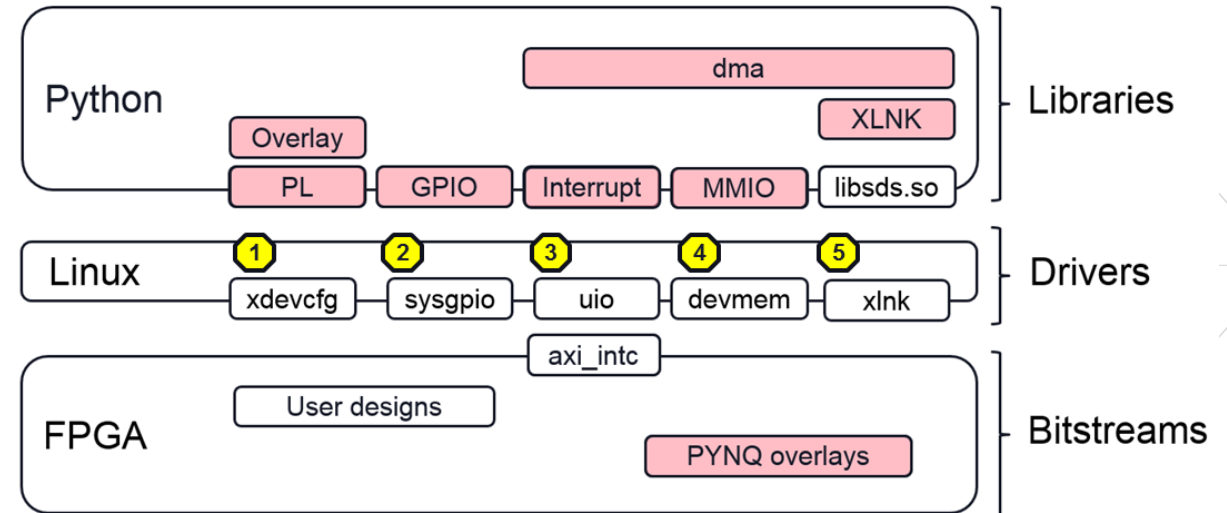 dma
Python
Libraries
XLNK
Overlay
PL
GPIO
Interrupt
MMIO
libsds.so
1
2
3
4
5
Linux
Drivers
xdevcfg
sysgpio
uio
devmem
xlnk
axi_intc
User designs
FPGA
Bitstreams
PYNQ overlays